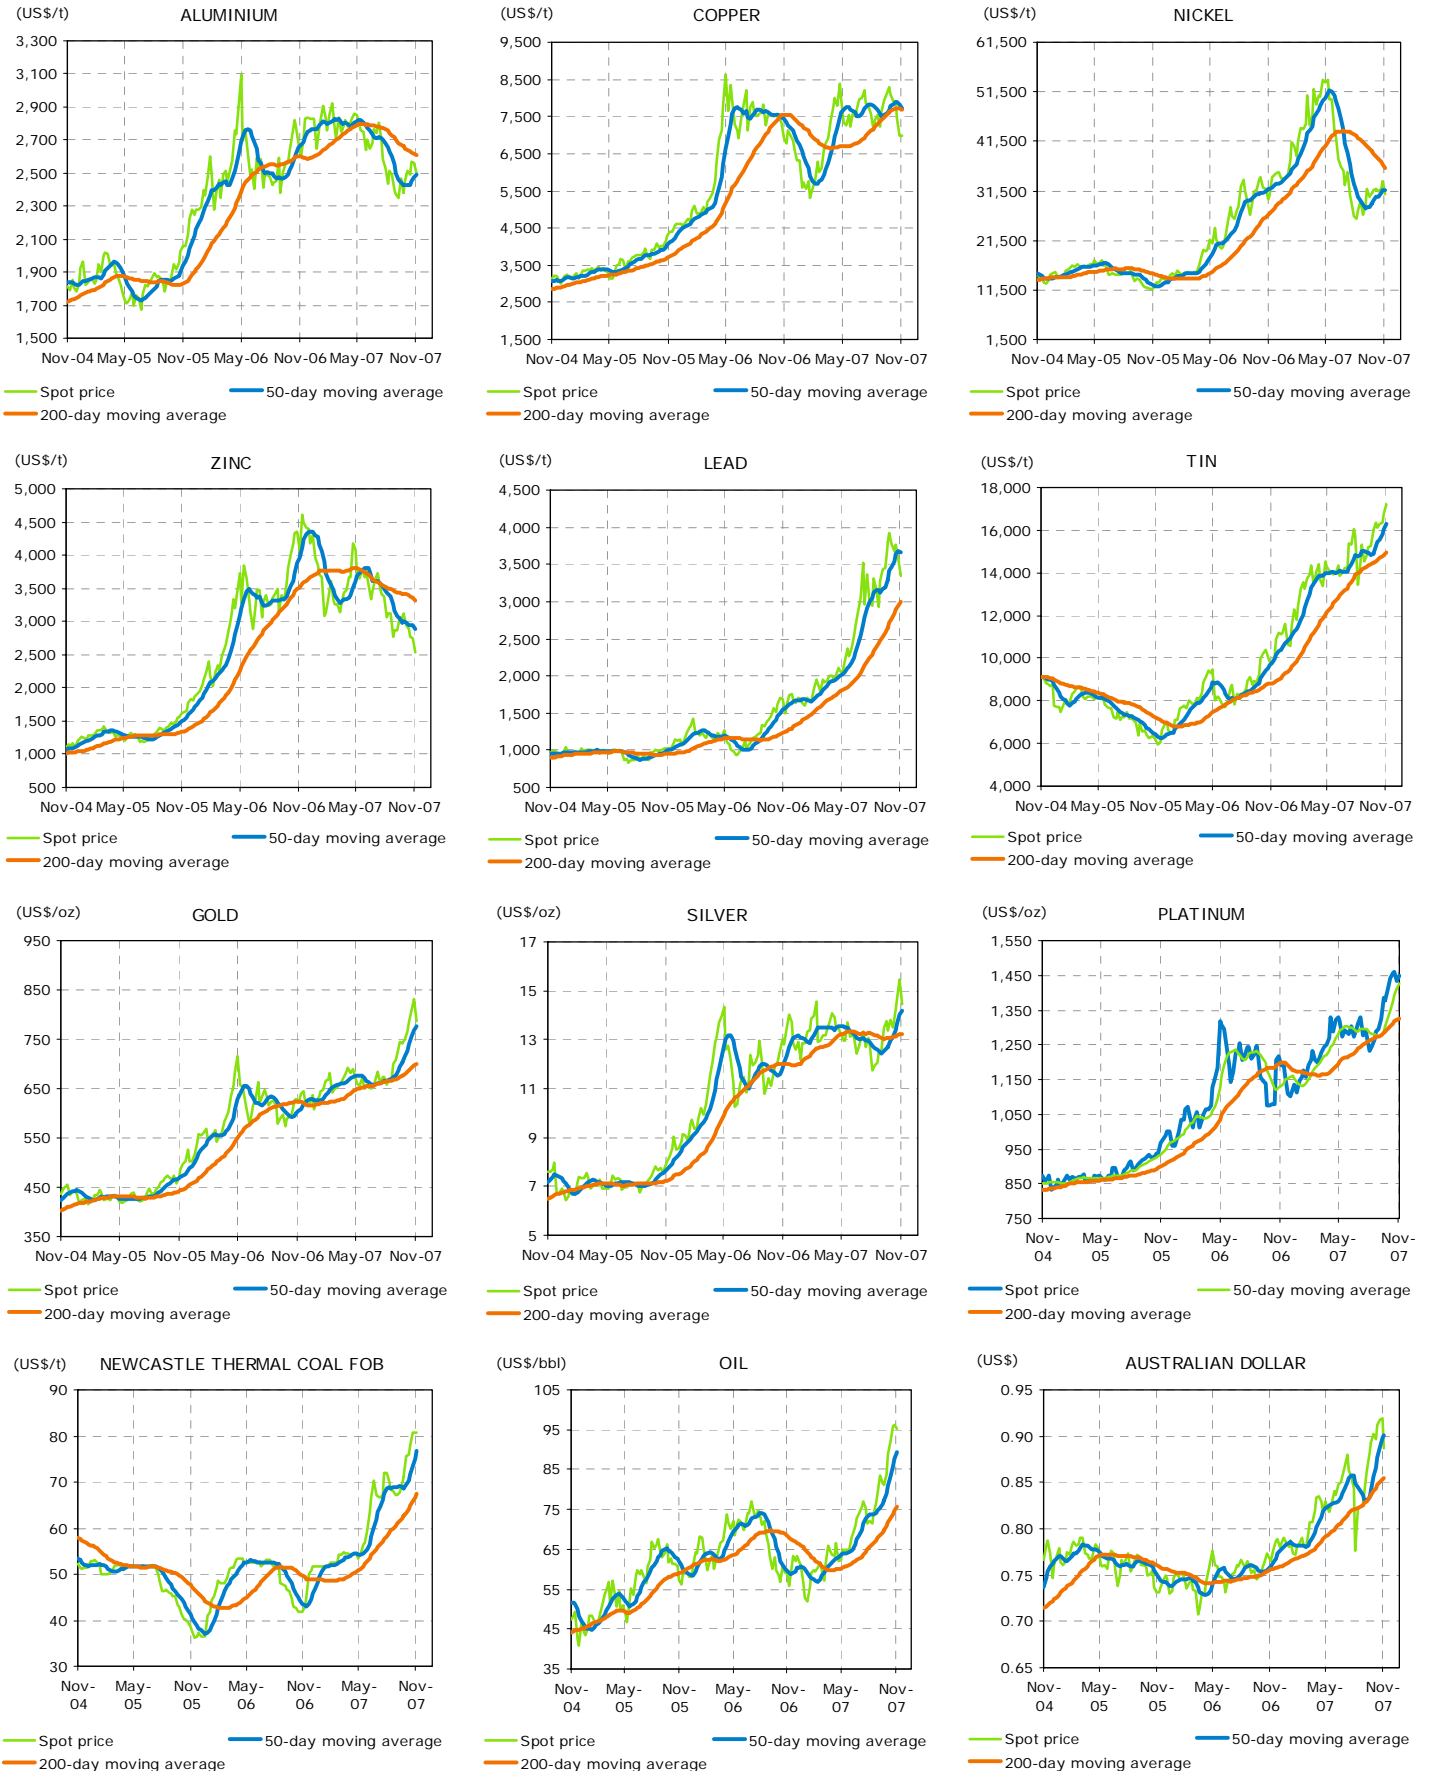 (US$/t)
ALUMINIUM
3,300
3,100
2,900
2,700
2,500
2,300
2,100
1,900
1,700
1,500
Nov-04 May-05 Nov-05 May-06 Nov-06 May-07 Nov-07
Spot price
50-day moving average
200-day moving average
(US$/t)
COPPER
9,500
8,500
7,500
6,500
5,500
4,500
3,500
2,500
1,500
Nov-04 May-05 Nov-05 May-06 Nov-06 May-07 Nov-07
Spot price
50-day moving average
200-day moving average
(US$/t)
NICKEL
61,500
51,500
41,500
31,500
21,500
11,500
1,500
Nov-04 May-05 Nov-05 May-06 Nov-06 May-07 Nov-07
Spot price
50-day moving average
200-day moving average
(US$/t)
ZINC
5,000
4,500
4,000
3,500
3,000
2,500
2,000
1,500
1,000
500
Nov-04 May-05 Nov-05 May-06 Nov-06 May-07 Nov-07
Spot price
50-day moving average
200-day moving average
(US$/t)
LEAD
4,500
4,000
3,500
3,000
2,500
2,000
1,500
1,000
500
Nov-04 May-05 Nov-05 May-06 Nov-06 May-07 Nov-07
Spot price
50-day moving average
200-day moving average
(US$/t)
TIN
18,000
16,000
14,000
12,000
10,000
8,000
6,000
4,000
Nov-04 May-05 Nov-05 May-06 Nov-06 May-07 Nov-07
Spot price
50-day moving average
200-day moving average
(US$/oz)
GOLD
950
850
750
650
550
450
350
Nov-04 May-05 Nov-05 May-06 Nov-06 May-07 Nov-07
Spot price
50-day moving average
200-day moving average
(US$/oz)
SILVER
17
15
13
11
9
7
5
Nov-04 May-05 Nov-05 May-06 Nov-06 May-07 Nov-07
Spot price
50-day moving average
200-day moving average
(US$/oz)
PLATINUM
1,550
1,450
1,350
1,250
1,150
1,050
950
850
750
Nov- May- Nov- May- Nov- May- Nov-
04 05 05 06 06 07 07
Spot price
50-day moving average
200-day moving average
(US$/t)
NEWCASTLE THERMAL COAL FOB
90
80
70
60
50
40
30
Nov- May- Nov- May- Nov- May- Nov-
04 05 05 06 06 07 07
Spot price
50-day moving average
200-day moving average
(US$/bbl)
OIL
105
95
85
75
65
55
45
35
Nov- May- Nov- May- Nov- May- Nov-
04 05 05 06 06 07 07
Spot price
50-day moving average
200-day moving average
(US$)
AUSTRALIAN DOLLAR
0.95
0.90
0.85
0.80
0.75
0.70
0.65
Nov- May- Nov- May- Nov- May- Nov-
04 05 05 06 06 07 07
Spot price
50-day moving average
200-day moving average